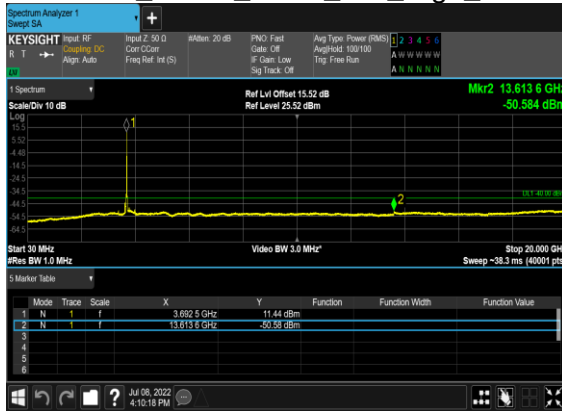 Spectrum Analyzer 1
Swept SA
+
KEYSIGHT Input: RF Input Z: 50 Ω #Atten: 20 dB PNO: Fast Avg Type: Power (RMS) 1 2 3 4 5 6
R T Coupling: DC Corr CCorr Gate: Off Avg|Hold: 100/100 A W W W W W
Align: Auto Freq Ref: Int (S) IF Gain: Low Trig: Free Run
LU Sig Track: Off A N N N N N
1 Spectrum Ref Lvl Offset 15.52 dB Mkr2 13.613 6 GHz
Scale/Div 10 dB Ref Level 25.52 dBm -50.584 dBm
Log
15.5 1
5.52
-4.48
-14.5
-24.5
-34.5
-44.5 2
-54.5
-64.5
Start 30 MHz Video BW 3.0 MHz* Stop 20.000 GH
#Res BW 1.0 MHz Sweep ~38.3 ms (40001 pts
5 Marker Table
Mode Trace Scale X Y Function Function Width Function Value
1 N 1 f 3.692 5 GHz 11.44 dBm
2 N 1 f 13.613 6 GHz -50.58 dBm
3
4
5
6
? Jul 08, 2022
4:10:18 PM